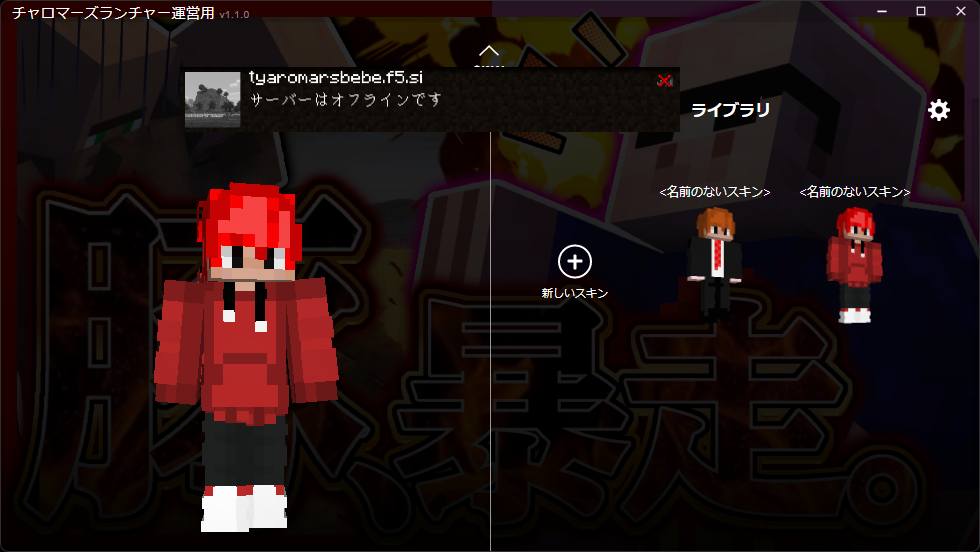 チャロマーズランチャー運営用 v1.1.0
tyaromarsbebe.f5.si
サーバーはオフラインです
ライブラリ
<名前のないスキン> <名前のないスキン>
新しいスキン
豚暴走。